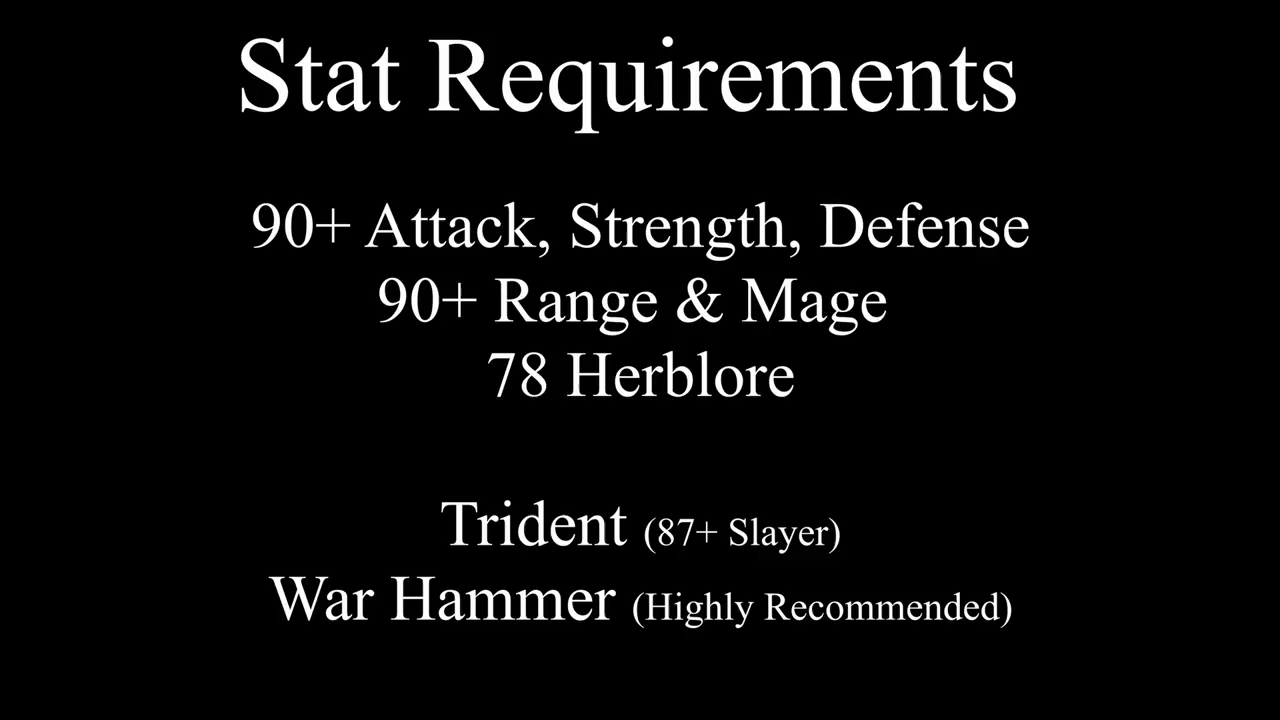 Stat Requirements
90+ Attack, Strength, Defense
90+ Range & Mage
78 Herblore
Trident (87+ Slayer)
War Hammer (Highly Recommended)